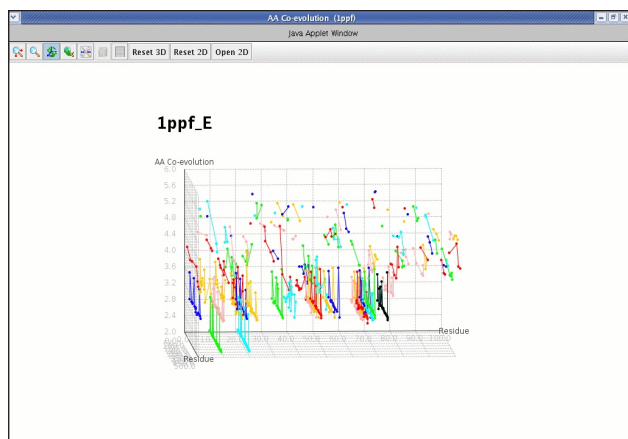 AA Co-evolution (1ppf)
Java Applet Window
Reset 3D Reset 2D Open 2D
1ppf_E
AA Co-evolution
6.0
5.6
5.2
4.8
4.4
4.0
3.6
3.2
2.8
2.4
2.0
Residue
Residue